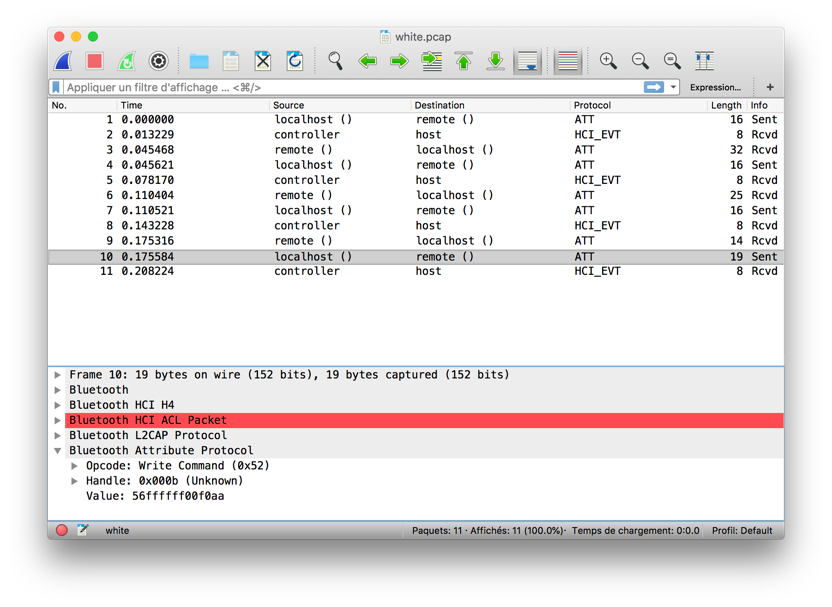 white.pcap
Appliquer un filtre d'affichage ... <⌘/> Expression... +
No. Time Source Destination Protocol Length Info
1 0.000000 localhost () remote () ATT 16 Sent
2 0.013229 controller host HCI_EVT 8 Rcvd
3 0.045468 remote () localhost () ATT 32 Rcvd
4 0.045621 localhost () remote () ATT 16 Sent
5 0.078170 controller host HCI_EVT 8 Rcvd
6 0.110404 remote () localhost () ATT 25 Rcvd
7 0.110521 localhost () remote () ATT 16 Sent
8 0.143228 controller host HCI_EVT 8 Rcvd
9 0.175316 remote () localhost () ATT 14 Rcvd
10 0.175584 localhost () remote () ATT 19 Sent
11 0.208224 controller host HCI_EVT 8 Rcvd
Frame 10: 19 bytes on wire (152 bits), 19 bytes captured (152 bits)
Bluetooth
Bluetooth HCI H4
Bluetooth HCI ACL Packet
Bluetooth L2CAP Protocol
Bluetooth Attribute Protocol
Opcode: Write Command (0x52)
Handle: 0x000b (Unknown)
Value: 56ffffff00f0aa
white Paquets: 11 · Affichés: 11 (100.0%)· Temps de chargement: 0:0.0 Profil: Default